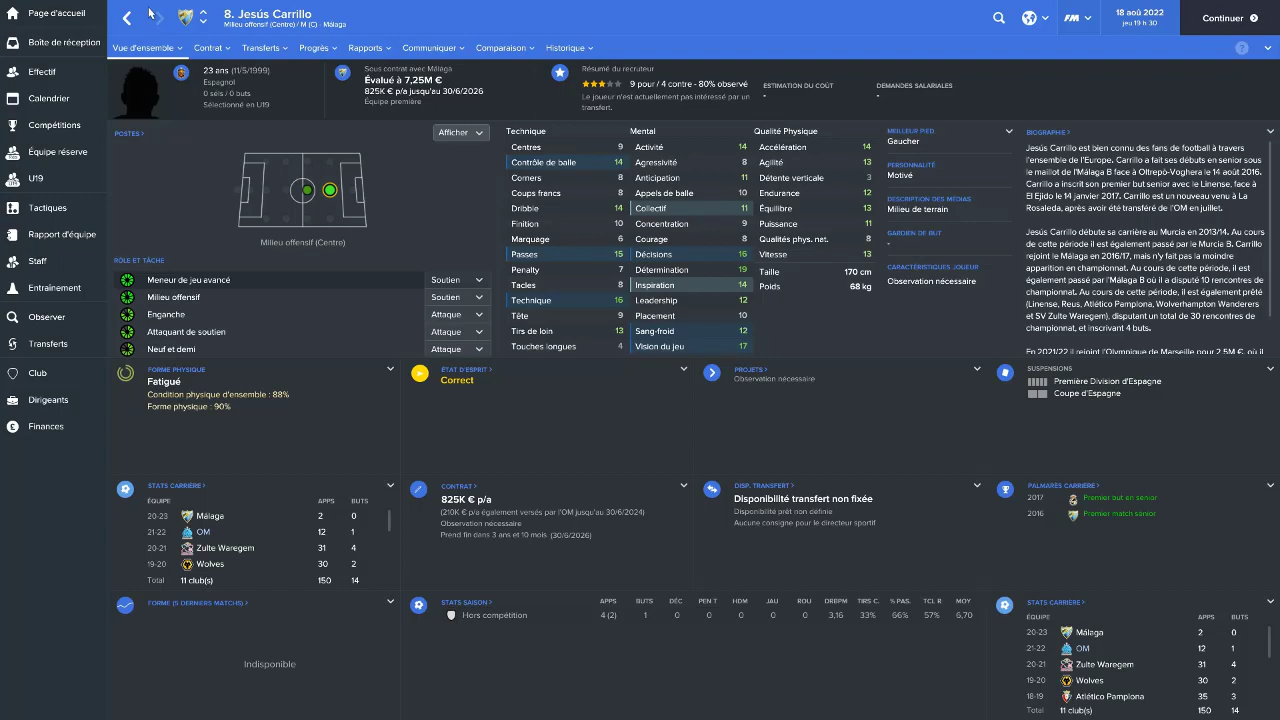 Page d'accueil
Boîte de réception
Effectif
Calendrier
Compétitions
Équipe réserve
U19
Tactiques
Rapport d'équipe
Staff
Entrainement
Observer
Transferts
Club
Dirigeants
Finances
8. Jesús Carrillo
Milieu offensif (Centre) / M (C) - Málaga
FM
18 aoû 2022
jeu 19 h 30
Continuer
Vue d'ensemble
Contrat
Transferts
Progrès
Rapports
Communiquer
Comparaison
Historique
23 ans (11/5/1999)
Espagnol
0 séls / 0 buts
Sélectionné en U19
Sous contrat avec Málaga
Évalué à 7,25M €
825K € p/a jusqu'au 30/6/2026
Équipe première
Résumé du recruteur
9 pour / 4 contre - 80% observé
Le joueur n'est actuellement pas intéressé par un
transfert.
ESTIMATION DU COÛT
-
DEMANDES SALARIALES
-
POSTES >
Afficher
Milieu offensif (Centre)
RÔLE ET TÂCHE
Meneur de jeu avancé Soutien
Milieu offensif Soutien
Enganche Attaque
Attaquant de soutien Attaque
Neuf et demi Attaque
Technique
Centres 9
Contrôle de balle 14
Corners 8
Coups francs 8
Dribble 14
Finition 10
Marquage 6
Passes 15
Penalty 7
Tacles 8
Technique 16
Tête 9
Tirs de loin 13
Touches longues 4
Mental
Activité 14
Agressivité 8
Anticipation 11
Appels de balle 10
Collectif 11
Concentration 9
Courage 8
Décisions 16
Détermination 19
Inspiration 14
Leadership 12
Placement 10
Sang-froid 12
Vision du jeu 17
Qualité Physique
Accélération 14
Agilité 13
Détente verticale 3
Endurance 12
Équilibre 13
Puissance 11
Qualités phys. nat. 8
Vitesse 13
Taille 170 cm
Poids 68 kg
MEILLEUR PIED
Gaucher
PERSONNALITÉ
Motivé
DESCRIPTION DES MÉDIAS
Milieu de terrain
GARDIEN DE BUT
-
CARACTÉRISTIQUES JOUEUR
Observation nécessaire
BIOGRAPHIE >
Jesús Carrillo est bien connu des fans de football à travers
l'ensemble de l'Europe. Carrillo a fait ses débuts en senior sous
le maillot de l'Málaga B face à Oltrepò-Voghera le 14 août 2016.
Carrillo a inscrit son premier but senior avec le Linense, face à
El Ejido le 14 janvier 2017. Carrillo est un nouveau venu à La
Rosaleda, après avoir été transféré de l'OM en juillet.
Jesús Carrillo débute sa carrière au Murcia en 2013/14. Au cours
de cette période il est également passé par le Murcia B. Carrillo
rejoint le Málaga en 2016/17, mais n'y fait pas la moindre
apparition en championnat. Au cours de cette période, il est
également passé par l'Málaga B où il a disputé 10 rencontres de
championnat. Au cours de cette période, il est également prêté
(Linense, Reus, Atlético Pamplona, Wolverhampton Wanderers
et SV Zulte Waregem), disputant un total de 30 rencontres de
championnat, et inscrivant 4 buts.
En 2021/22 il rejoint l'Olympique de Marseille pour 2,5M €, où il
FORME PHYSIQUE
Fatigué
Condition physique d'ensemble : 88%
Forme physique : 90%
ÉTAT D'ESPRIT >
Correct
PROJETS >
Observation nécessaire
SUSPENSIONS
Première Division d'Espagne
Coupe d'Espagne
STATS CARRIÈRE >
ÉQUIPE APPS BUTS
20-23 Málaga 2 0
21-22 OM 12 1
20-21 Zulte Waregem 31 4
19-20 Wolves 30 2
Total 11 club(s) 150 14
CONTRAT >
825K € p/a
(210K € p/a également versés par l'OM jusqu'au 30/6/2024)
Observation nécessaire
Prend fin dans 3 ans et 10 mois (30/6/2026)
DISP. TRANSFERT >
Disponibilité transfert non fixée
Disponibilité prêt non définie
Aucune consigne pour le directeur sportif
PALMARÈS CARRIÈRE >
2017 Premier but en senior
2016 Premier match sénior
FORME (5 DERNIERS MATCHS) >
Indisponible
STATS SAISON >
APPS BUTS DÉC PEN T HDM JAU ROU DRBPM TIRS C. % PAS. TCL R MOY
Hors compétition 4 (2) 1 0 0 0 0 0 3,16 33% 66% 57% 6,70
STATS CARRIÈRE >
ÉQUIPE APPS BUTS
20-23 Málaga 2 0
21-22 OM 12 1
20-21 Zulte Waregem 31 4
19-20 Wolves 30 2
18-19 Atlético Pamplona 35 3
Total 11 club(s) 150 14